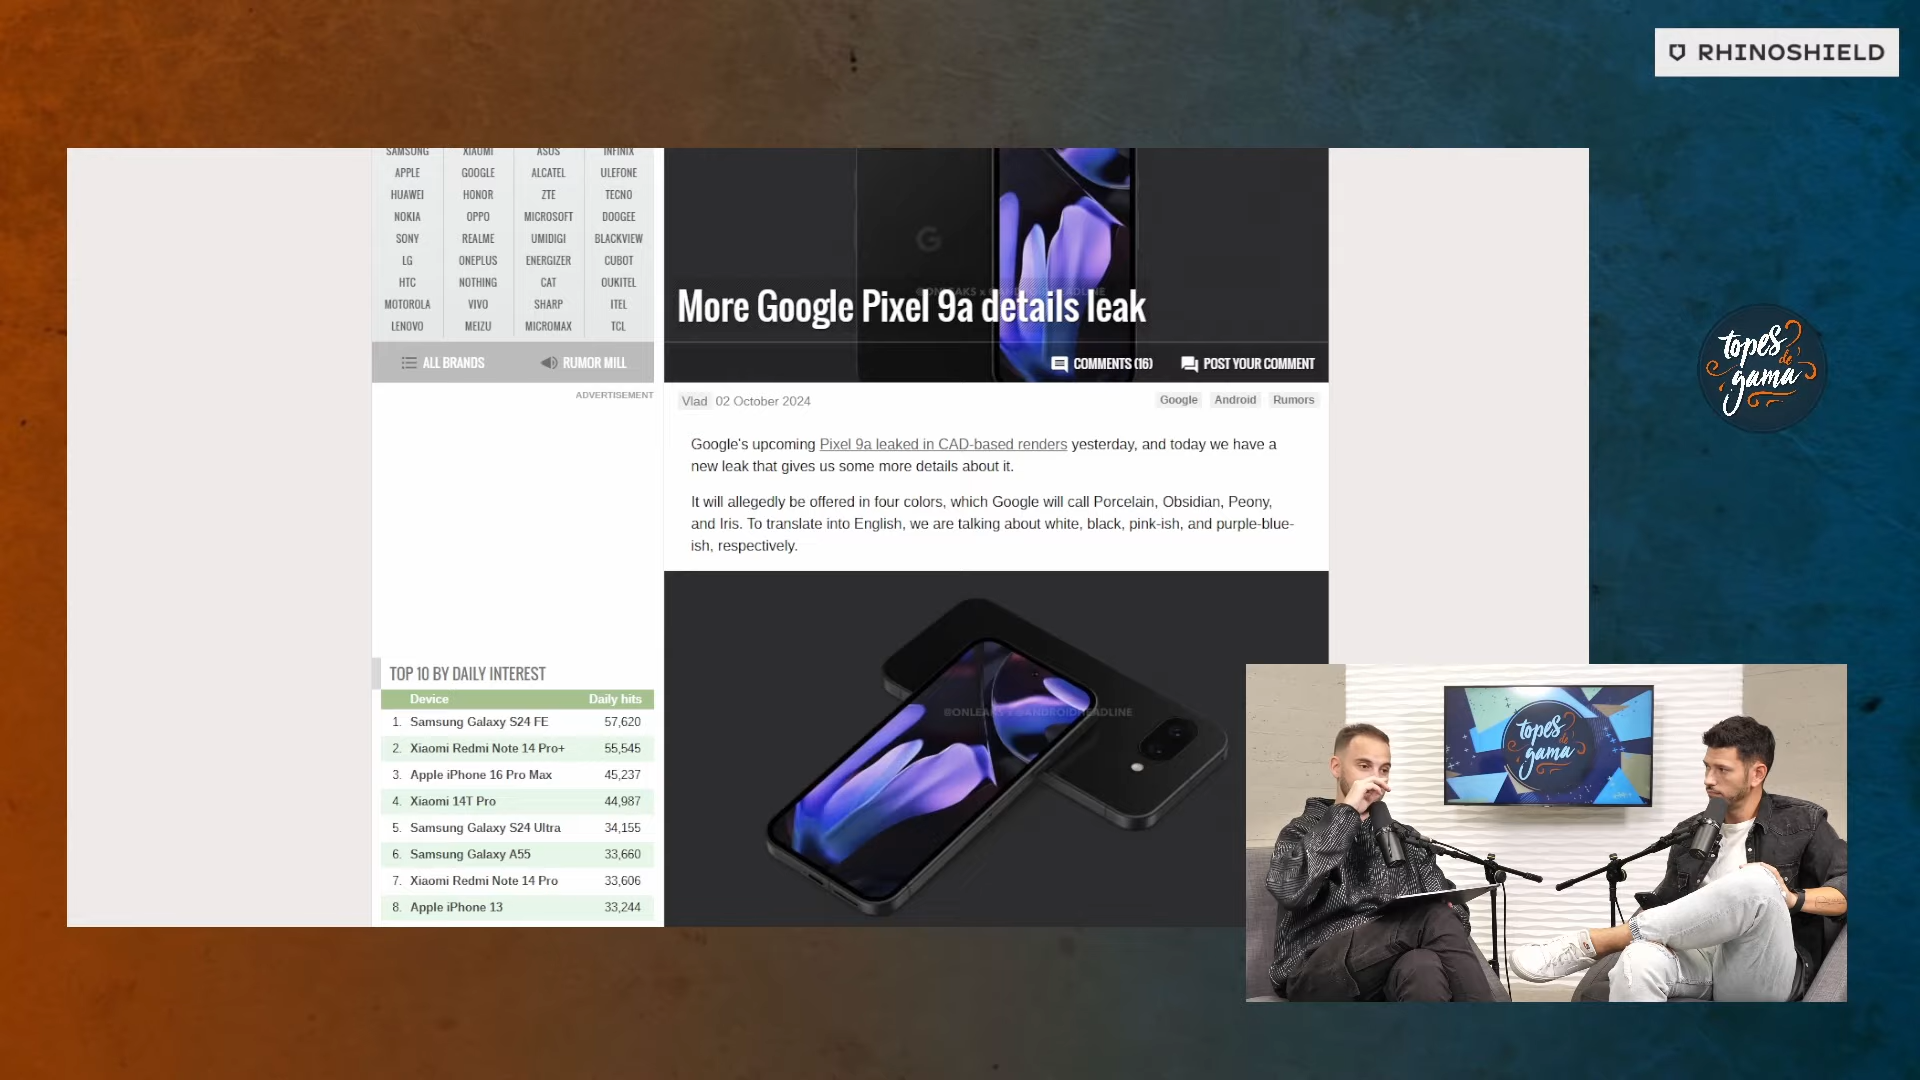 RHINOSHIELD
SAMSUNG XIAOMI ASUS INFINIX
APPLE GOOGLE ALCATEL ULEFONE
HUAWEI HONOR ZTE TECNO
NOKIA OPPO MICROSOFT DOOGEE
SONY REALME UMIDIGI BLACKVIEW
LG ONEPLUS ENERGIZER CUBOT
HTC NOTHING CAT OUKITEL
MOTOROLA VIVO SHARP ITEL
LENOVO MEIZU MICROMAX TCL
ALL BRANDS RUMOR MILL
ADVERTISEMENT
G
More Google Pixel 9a details leak
COMMENTS (16) POST YOUR COMMENT
Vlad 02 October 2024
Google Android Rumors
Google's upcoming Pixel 9a leaked in CAD-based renders yesterday, and today we have a
new leak that gives us some more details about it.
It will allegedly be offered in four colors, which Google will call Porcelain, Obsidian, Peony,
and Iris. To translate into English, we are talking about white, black, pink-ish, and purple-blue-
ish, respectively.
@ONLEAKS x @ANDROIDHEADLINE
TOP 10 BY DAILY INTEREST
Device Daily hits
1. Samsung Galaxy S24 FE 57,620
2. Xiaomi Redmi Note 14 Pro+ 55,545
3. Apple iPhone 16 Pro Max 45,237
4. Xiaomi 14T Pro 44,987
5. Samsung Galaxy S24 Ultra 34,155
6. Samsung Galaxy A55 33,660
7. Xiaomi Redmi Note 14 Pro 33,606
8. Apple iPhone 13 33,244
topes
de
gama
topes
de
gama